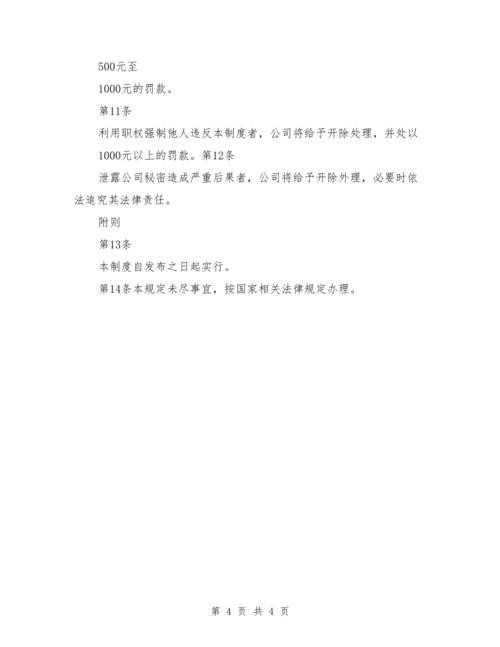 500元至
1000元的罚款。
第11条
利用职权强制他人违反本制度者，公司将给予开除处理，并处以
1000元以上的罚款。第12条
泄露公司秘密造成严重后果者，公司将给予开除外理，必要时依
法追究其法律责任。
附则
第13条
本制度自发布之日起实行。
第14条本规定未尽事宜，按国家相关法律规定办理。
第 4 页 共 4 页